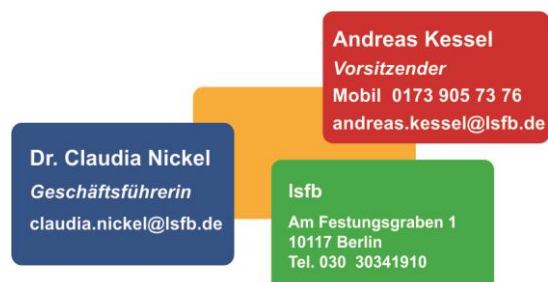 Andreas Kessel
Vorsitzender
Mobil 0173 905 73 76
andreas.kessel@lsfb.de
Dr. Claudia Nickel
Geschäftsführerin
claudia.nickel@lsfb.de
lsfb
Am Festungsgraben 1
10117 Berlin
Tel. 030 30341910